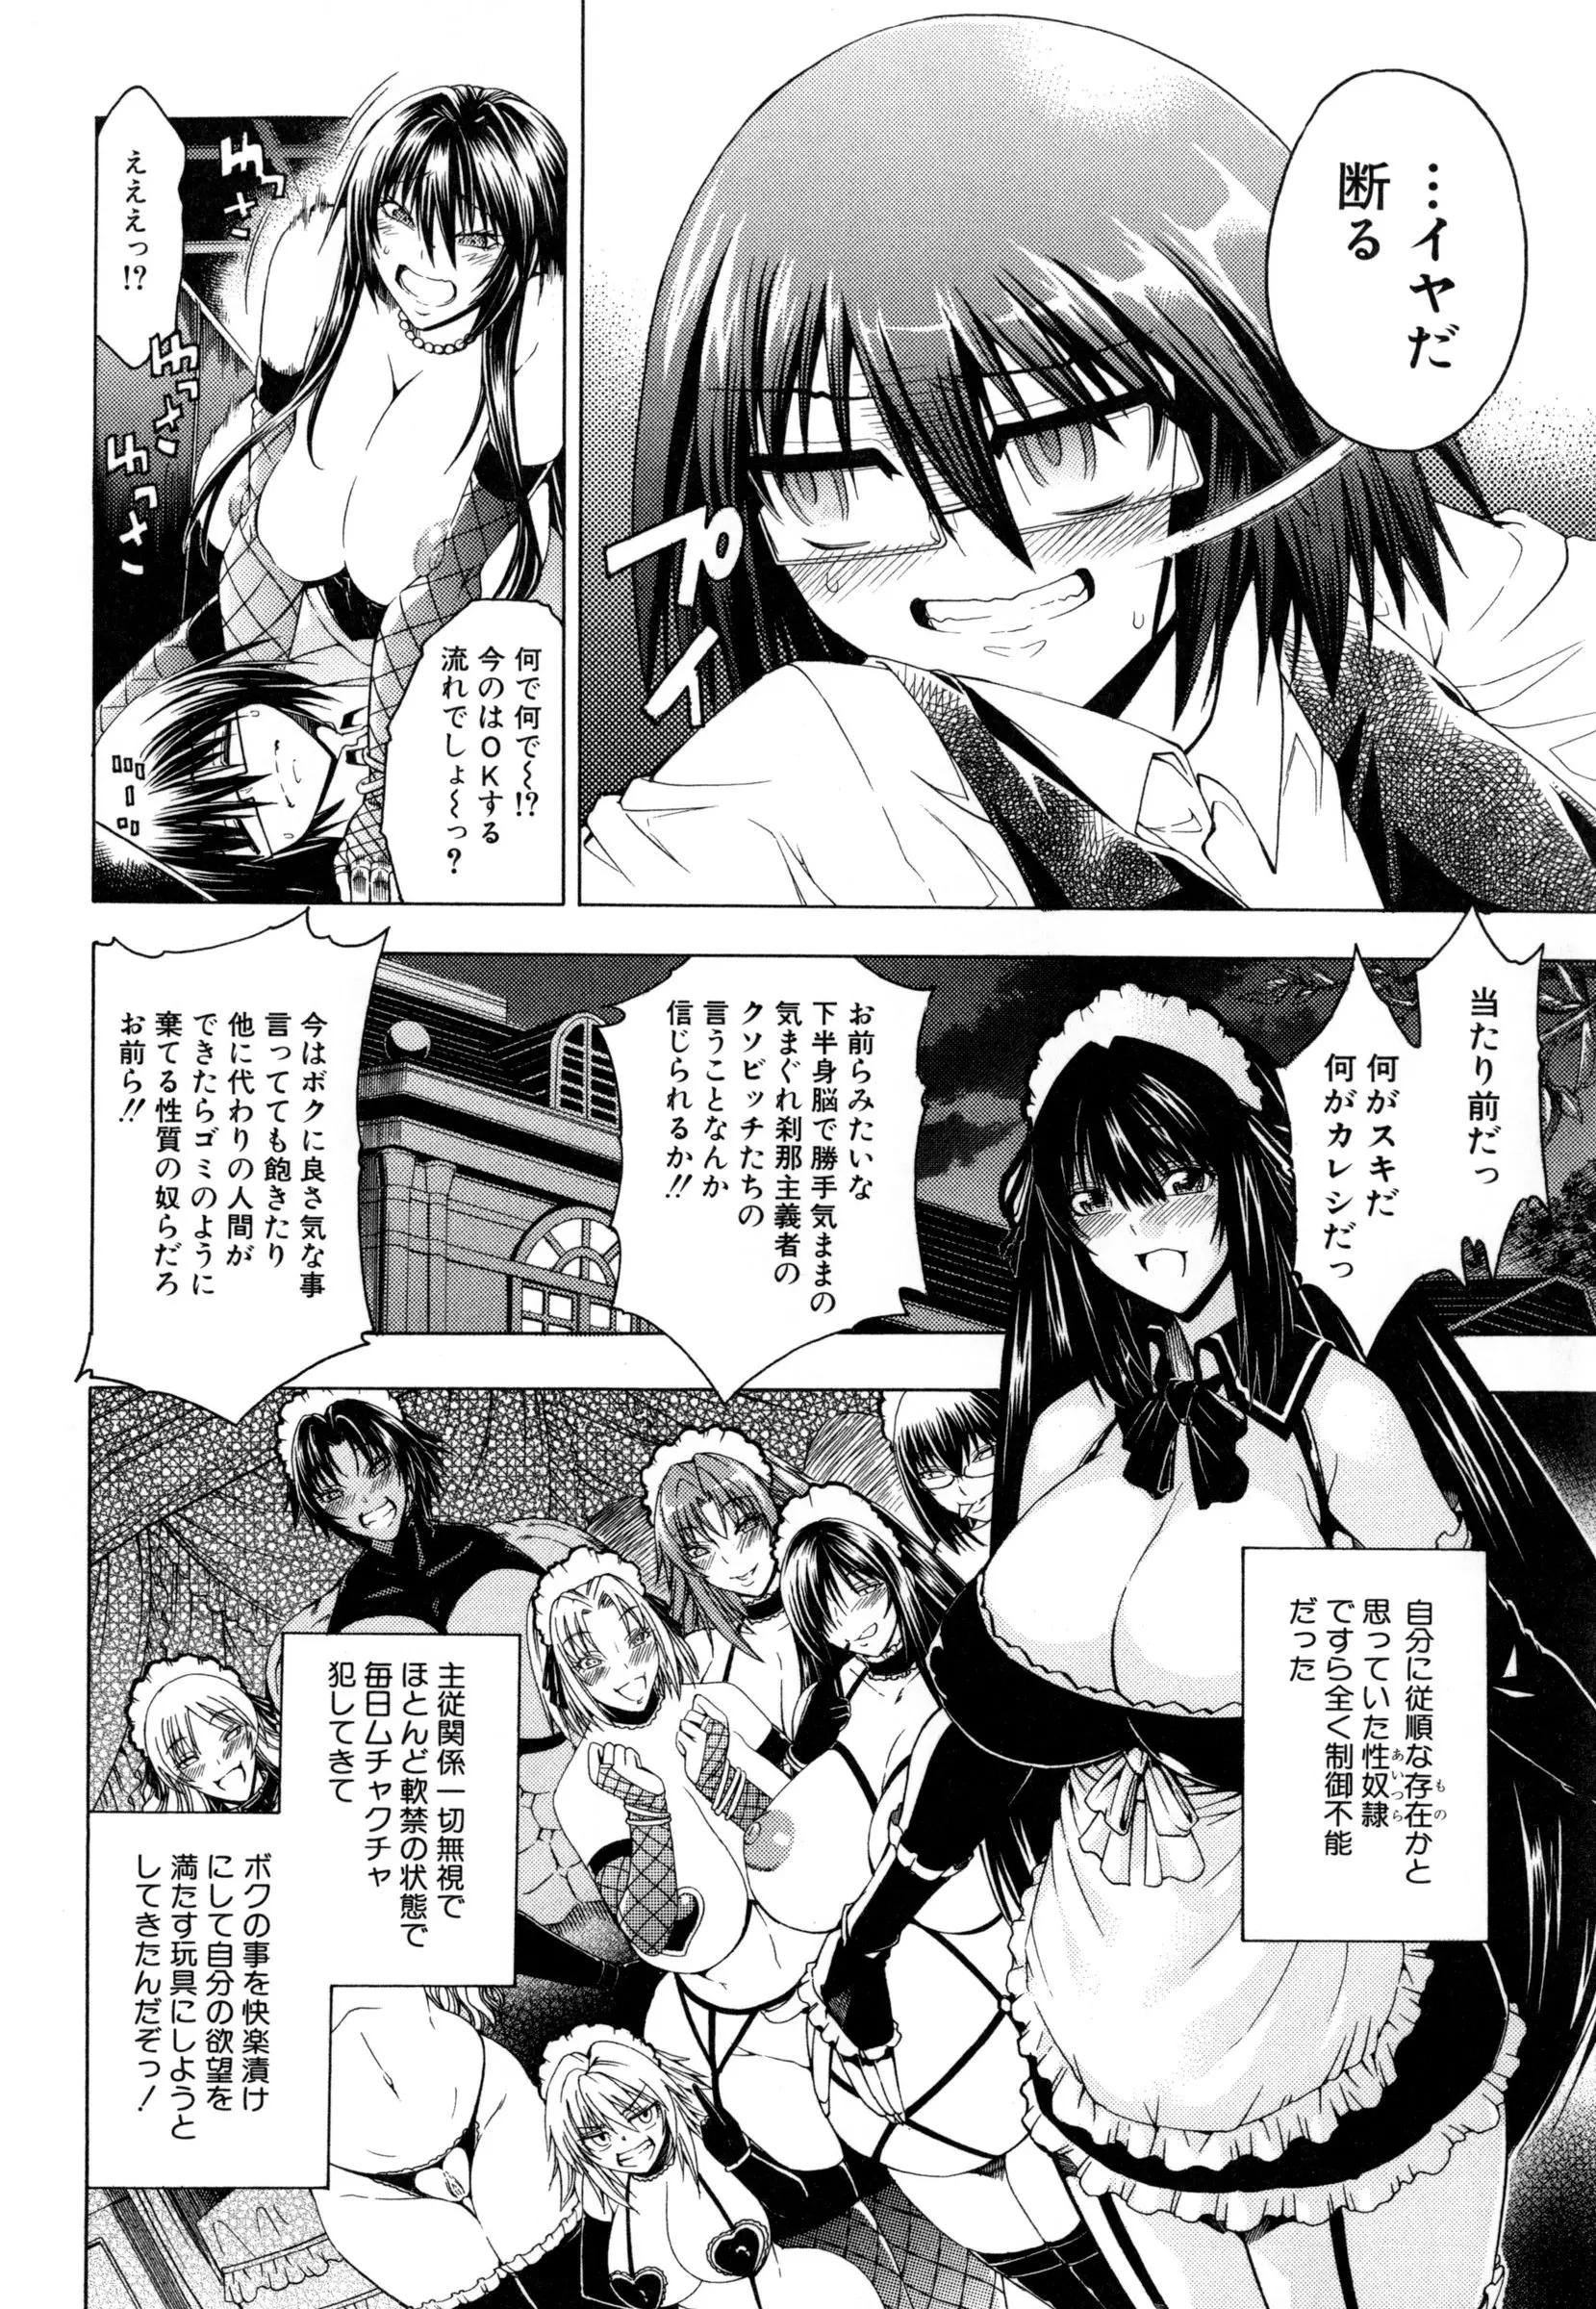 …イヤだ
断る
プ
イ
えええっ!?
ゆっさ
ゆっさ
ゆっさ
何で何で〜!?
今のはOKする
流れでしょ〜っ?
当たり前だっ
何がスキだ
何がカレシだっ
お前らみたいな
下半身脳で勝手気ままの
気まぐれ刹那主義者の
クソビッチたちの
言うことなんか
信じられるか!!
今はボクに良さ気な事
言ってても飽きたり
他に代わりの人間が
できたらゴミのように
棄てる性質の奴らだろ
お前ら!!
自分に従順な存在かと
もの
思っていた性奴隷
あいつら
ですら全く制御不能
だった
主従関係一切無視で
ほとんど軟禁の状態で
毎日ムチャクチャ
犯してきて
ボクの事を快楽漬け
にして自分の欲望を
満たす玩具にしようと
してきたんだぞっ!